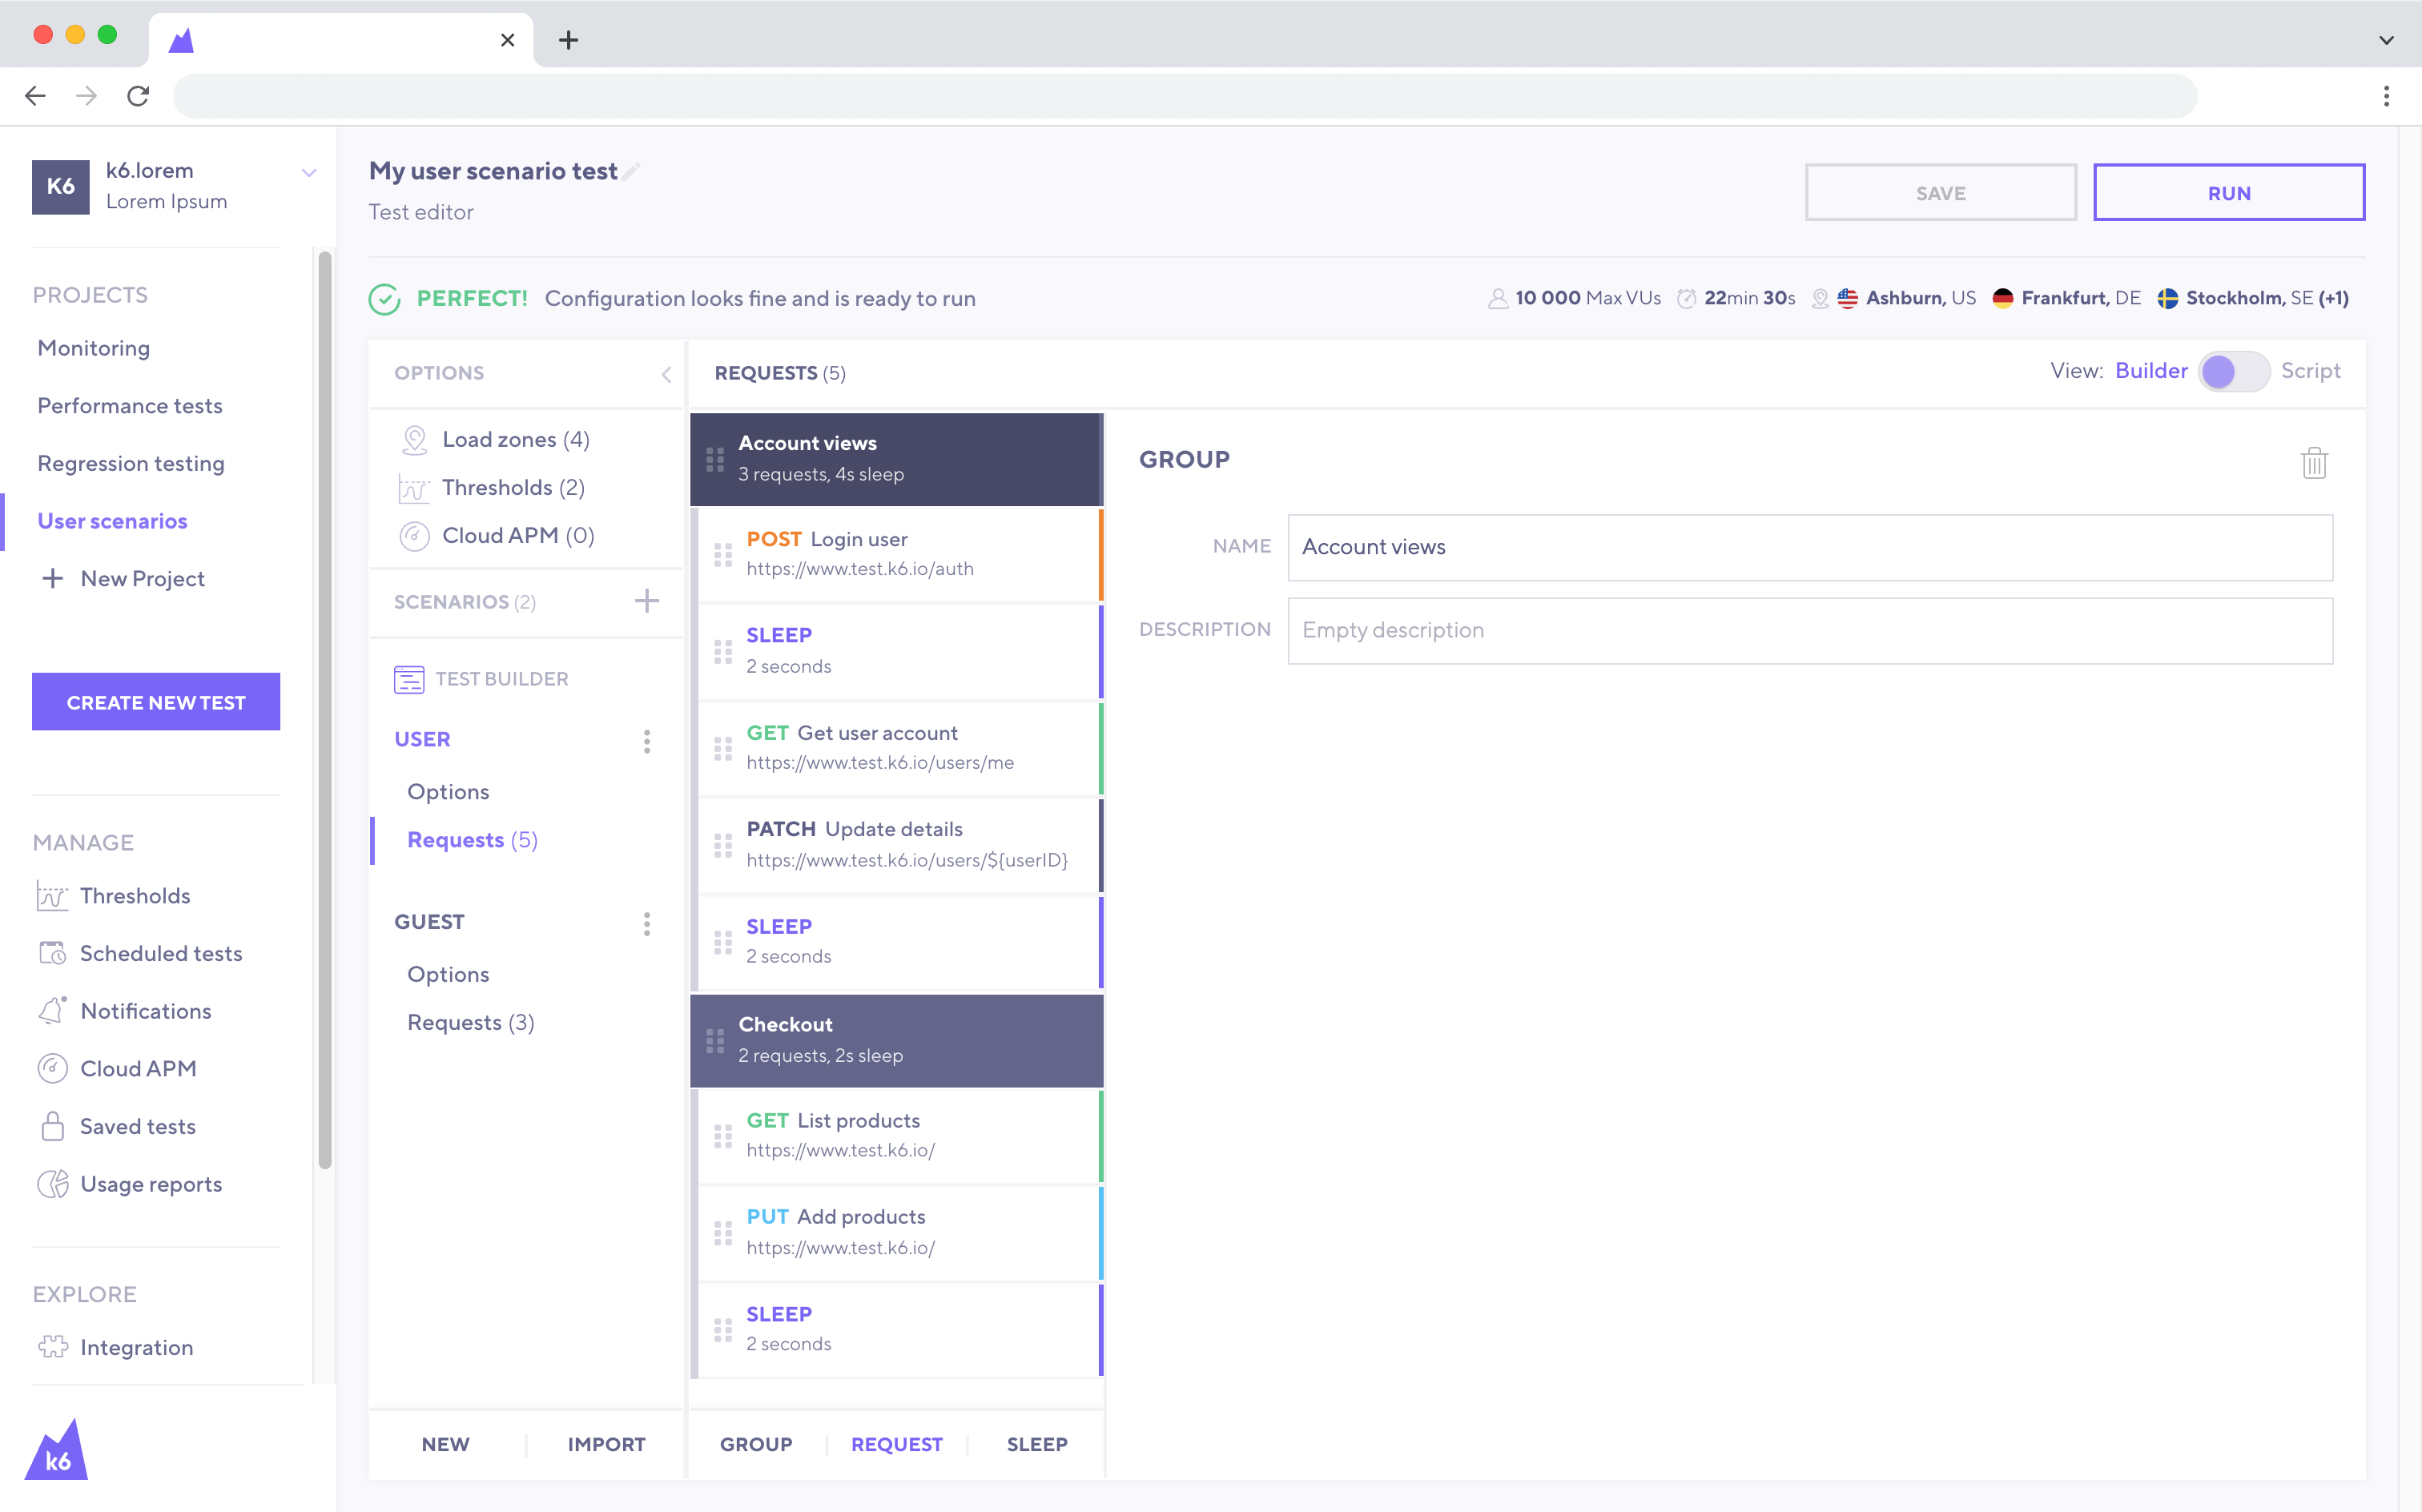 K6
k6.lorem
Lorem Ipsum
PROJECTS
Monitoring
Performance tests
Regression testing
User scenarios
New Project
CREATE NEW TEST
MANAGE
Thresholds
Scheduled tests
Notifications
Cloud APM
Saved tests
Usage reports
EXPLORE
Integration
k6
My user scenario test
Test editor
SAVE
RUN
PERFECT! Configuration looks fine and is ready to run
10 000 Max VUs 22min 30s Ashburn, US Frankfurt, DE Stockholm, SE (+1)
OPTIONS
Load zones (4)
Thresholds (2)
Cloud APM (0)
SCENARIOS (2)
TEST BUILDER
USER
Options
Requests (5)
GUEST
Options
Requests (3)
NEW
IMPORT
REQUESTS (5)
View: Builder Script
Account views
3 requests, 4s sleep
POST Login user
https://www.test.k6.io/auth
SLEEP
2 seconds
GET Get user account
https://www.test.k6.io/users/me
PATCH Update details
https://www.test.k6.io/users/${userID}
SLEEP
2 seconds
Checkout
2 requests, 2s sleep
GET List products
https://www.test.k6.io/
PUT Add products
https://www.test.k6.io/
SLEEP
2 seconds
GROUP
REQUEST
SLEEP
GROUP
NAME Account views
DESCRIPTION Empty description